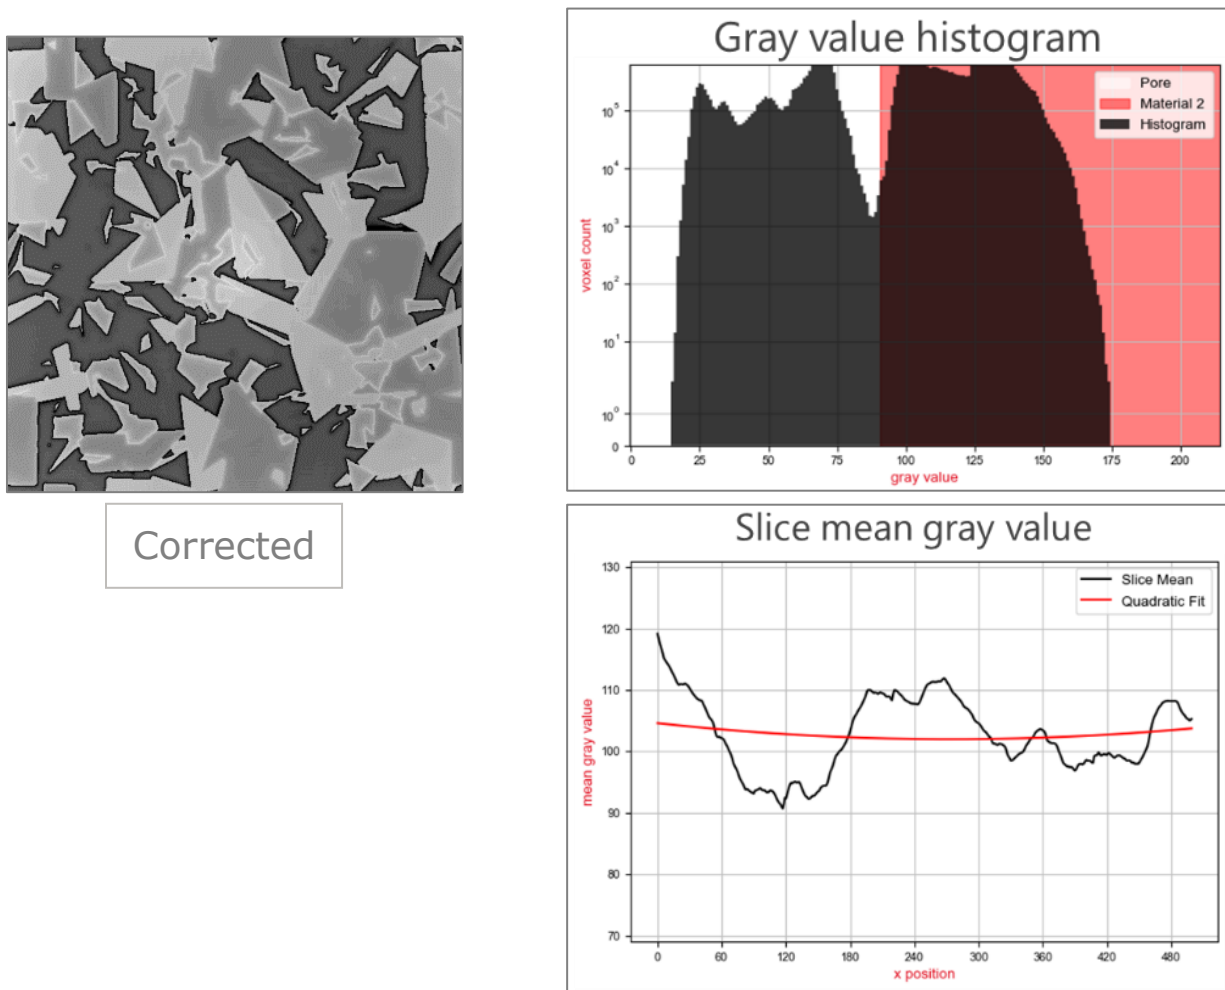 Corrected
Gray value histogram
Pore
Material 2
Histogram
10⁵
10⁴
10³
10²
10¹
10⁰
0
voxel count
0 25 50 75 100 125 150 175 200
gray value
Slice mean gray value
Slice Mean
Quadratic Fit
130
120
110
100
90
80
70
mean gray value
0 60 120 180 240 300 360 420 480
x position